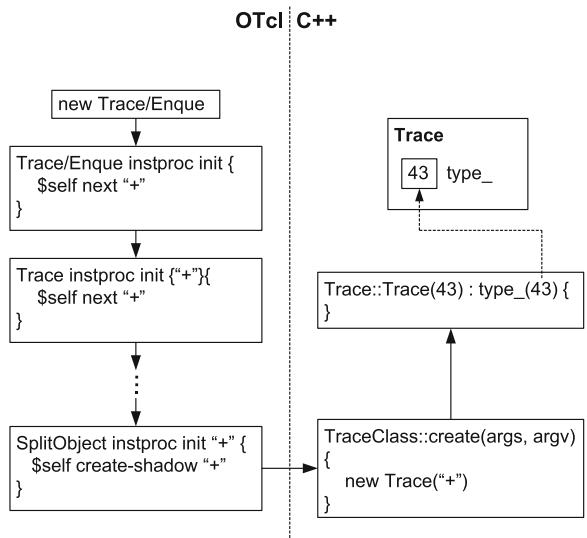 OTcl C++
new Trace/Enque
Trace/Enque instproc init {
$self next “+”
}
Trace instproc init {“+”}{
$self next “+”
}
SplitObject instproc init “+” {
$self create-shadow “+”
}
Trace
43 type_
Trace::Trace(43) : type_(43) {
}
TraceClass::create(args, argv)
{
new Trace(“+”)
}